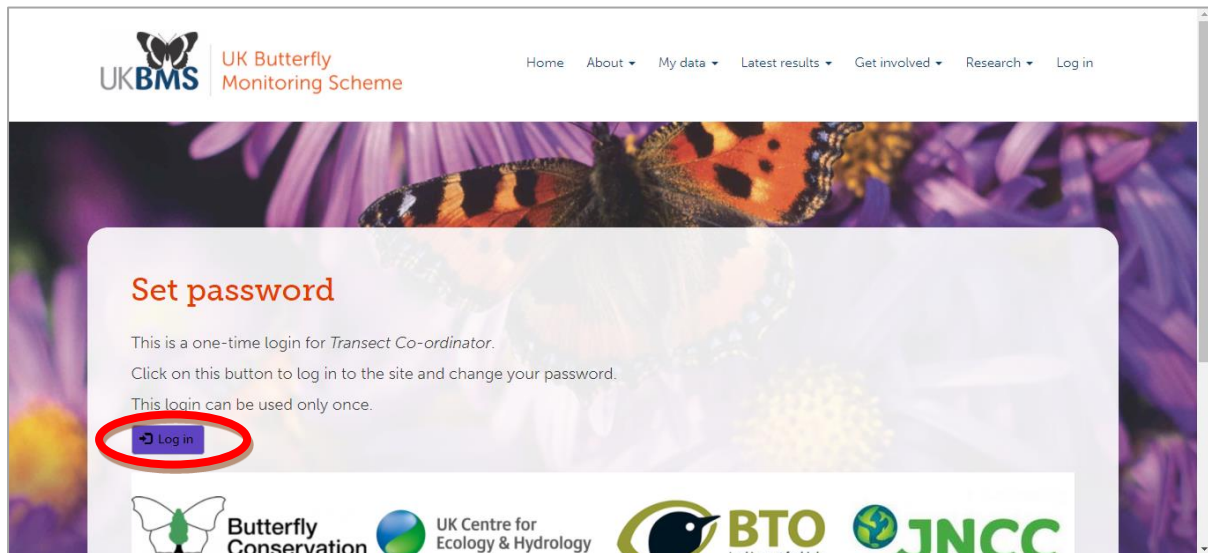 UKBMS
UK Butterfly
Monitoring Scheme
Home About My data Latest results Get involved Research Log in
Set password
This is a one-time login for Transect Co-ordinator.
Click on this button to log in to the site and change your password.
This login can be used only once.
Log in
Butterfly
Conservation
UK Centre for
Ecology & Hydrology
BTO
JNCC